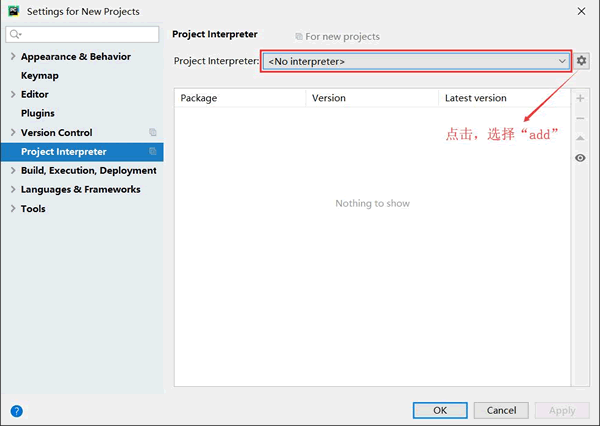 Settings for New Projects
Project Interpreter
For new projects
Project Interpreter:
<No interpreter>
Appearance & Behavior
Keymap
Editor
Plugins
Version Control
Project Interpreter
Build, Execution, Deployment
Languages & Frameworks
Tools
Package
Version
Latest version
点击，选择“add”
Nothing to show
?
OK
Cancel
Apply